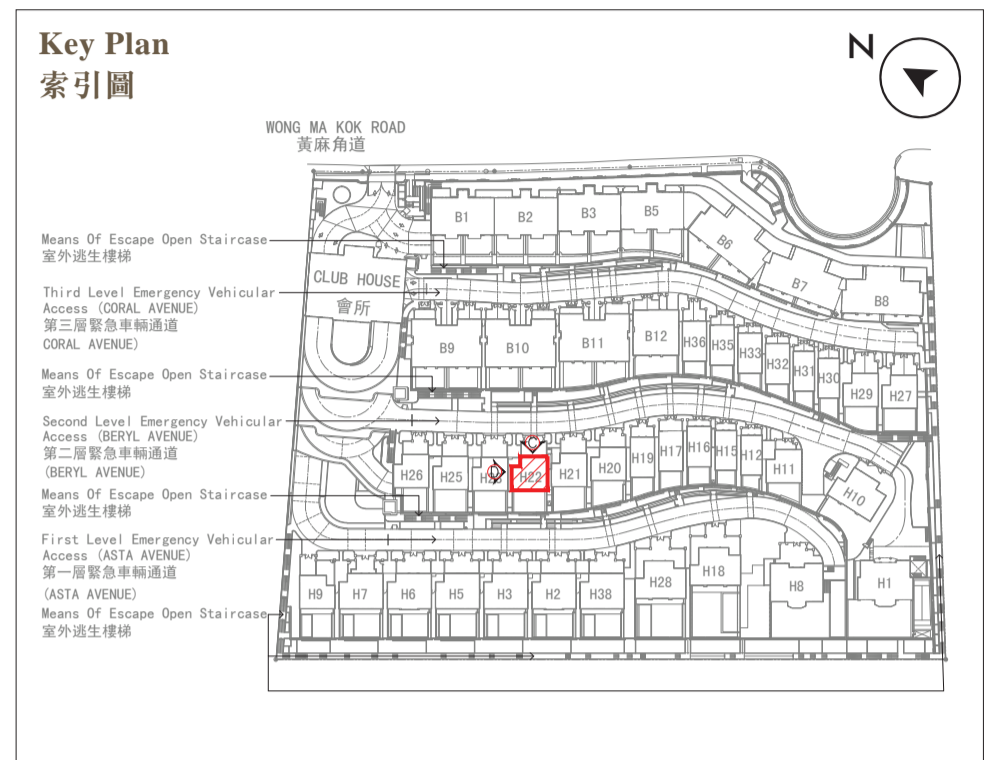 Key Plan
索引圖
N
WONG MA KOK ROAD
黃麻角道
B1
B2
B3
B5
B6
B7
B8
Means Of Escape Open Staircase
室外逃生樓梯
CLUB HOUSE
會所
Third Level Emergency Vehicular
Access (CORAL AVENUE)
第三層緊急車輛通道
CORAL AVENUE)
B9
B10
B11
B12
H36
H35
H33
H32
H31
H30
H29
H27
Means Of Escape Open Staircase
室外逃生樓梯
Second Level Emergency Vehicular
Access (BERYL AVENUE)
第二層緊急車輛通道
(BERYL AVENUE)
C
D
H26
H25
H23
H22
H21
H20
H19
H17
H16
H15
H12
H11
H10
Means Of Escape Open Staircase
室外逃生樓梯
First Level Emergency Vehicular
Access (ASTA AVENUE)
第一層緊急車輛通道
(ASTA AVENUE)
H9
H7
H6
H5
H3
H2
H38
H28
H18
H8
H1
Means Of Escape Open Staircase
室外逃生樓梯